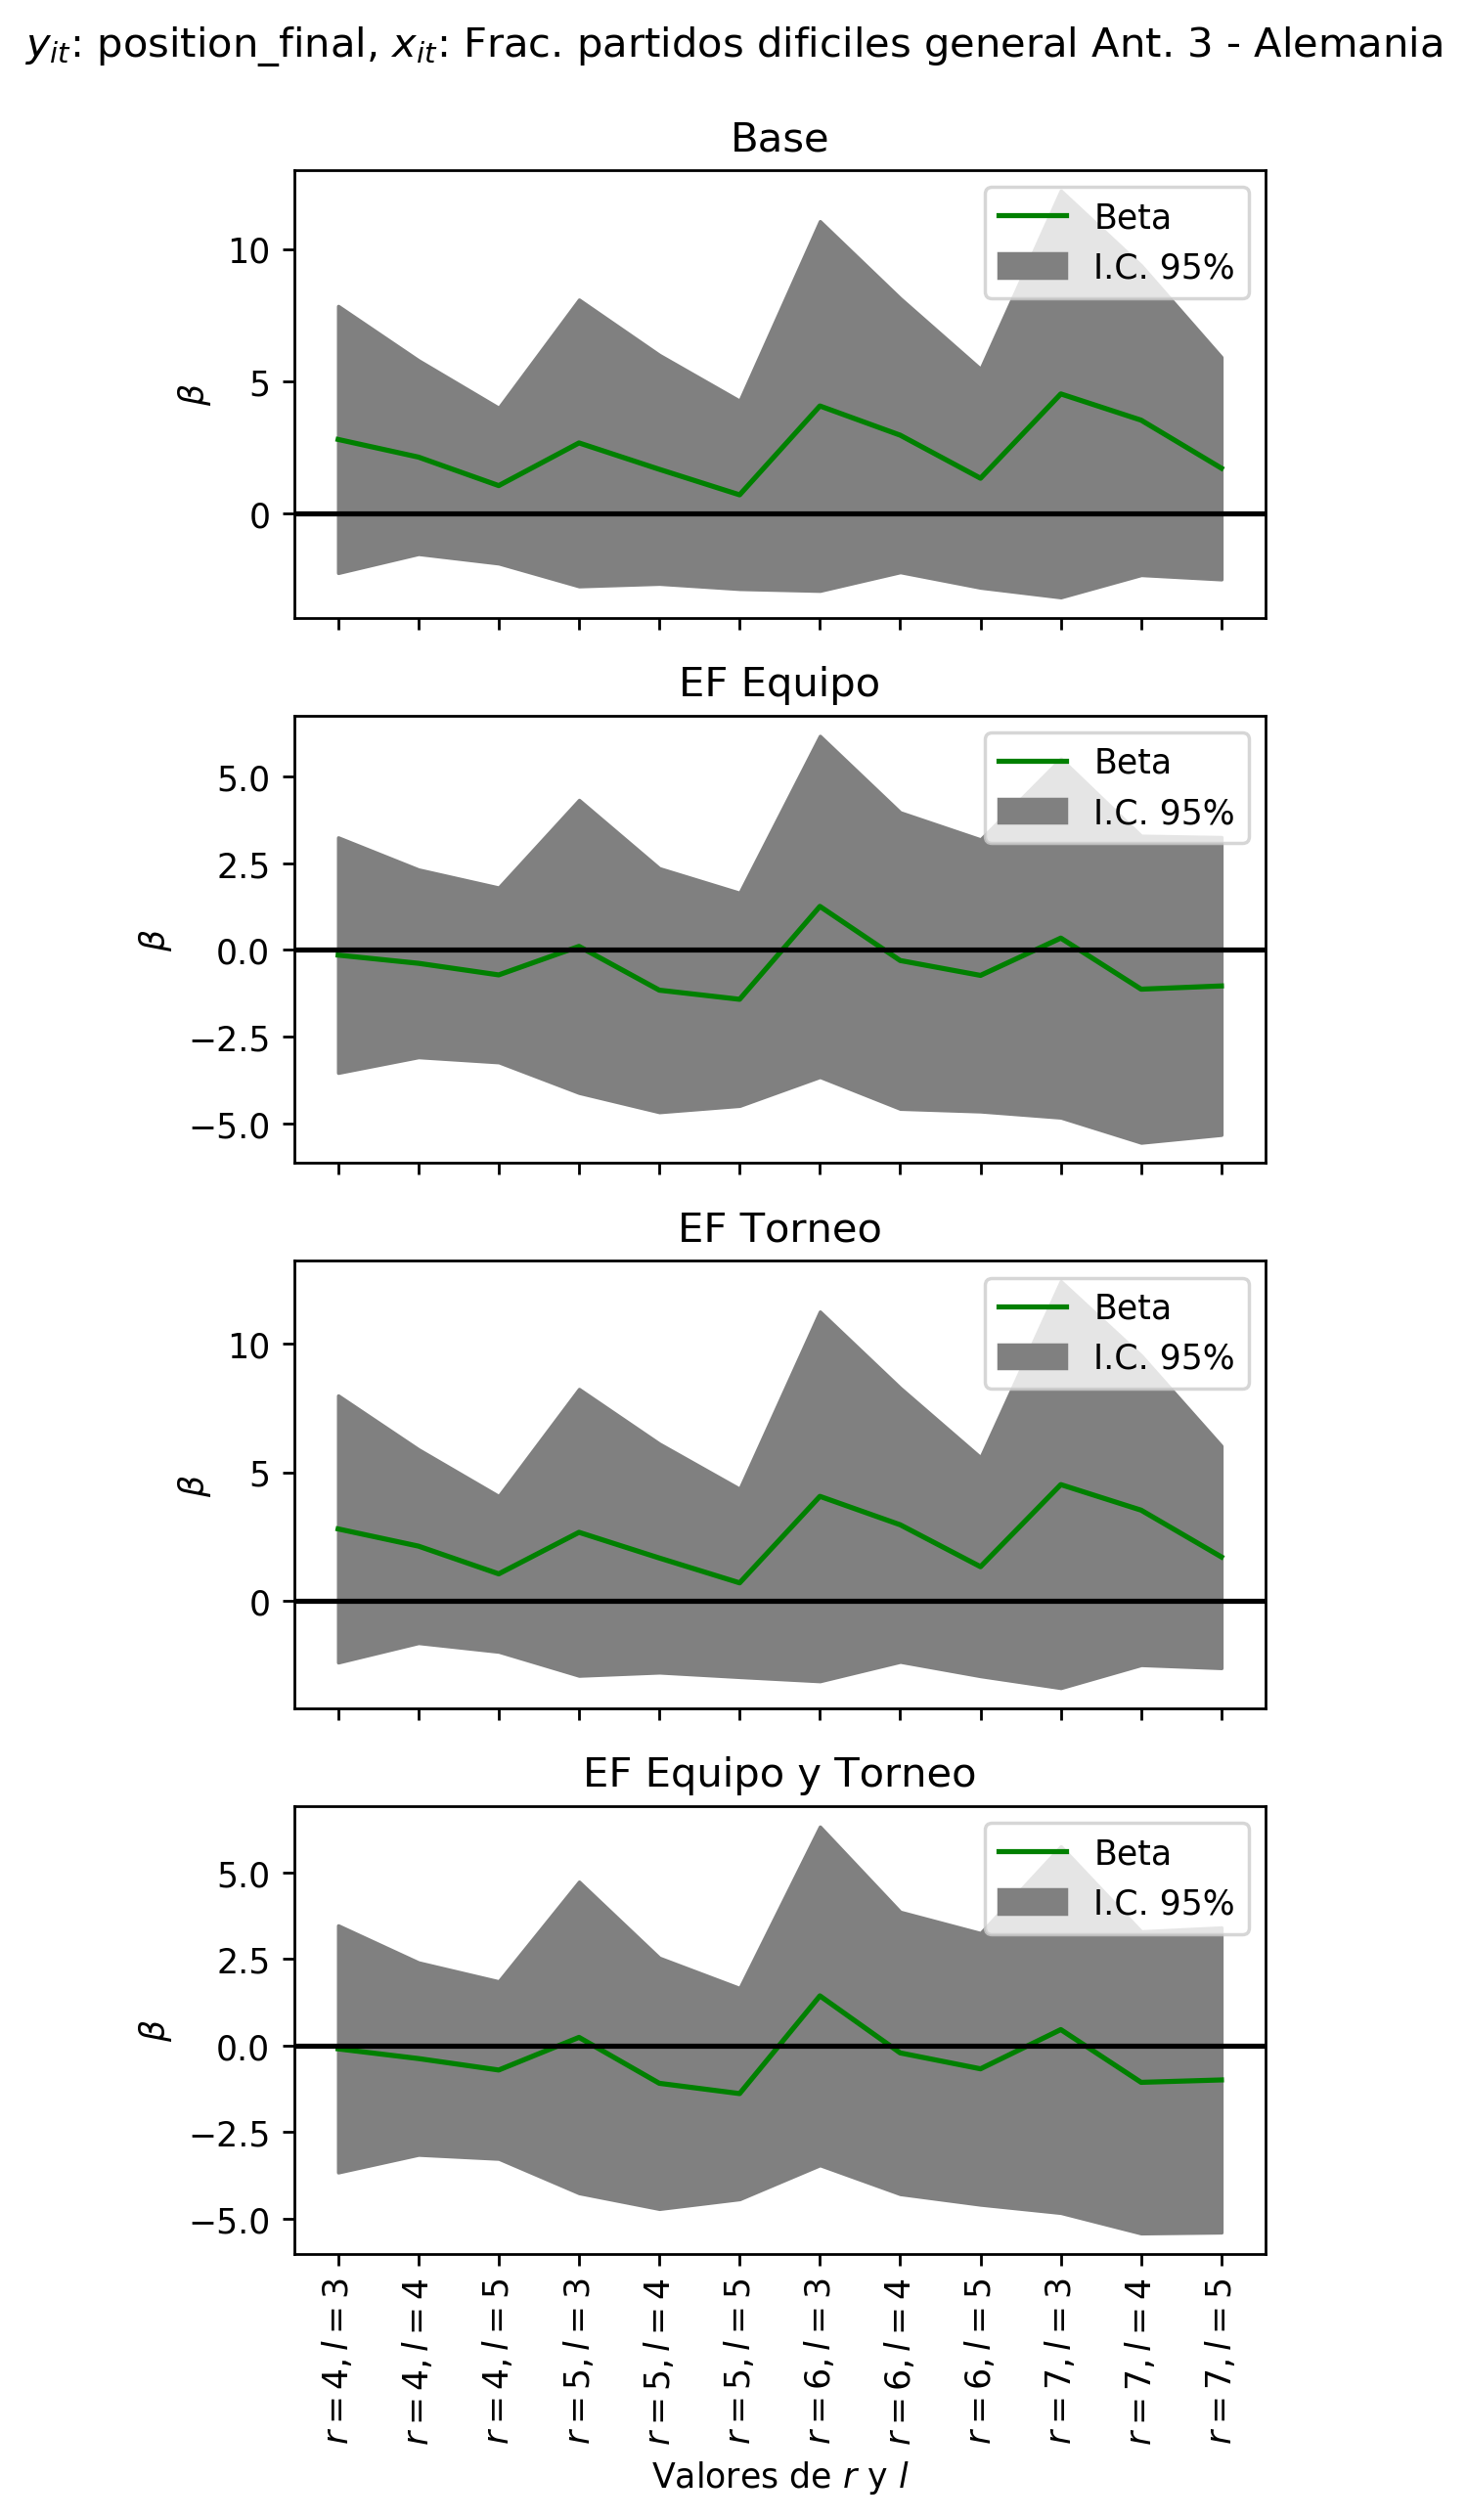 y_it: position_final, x_it: Frac. partidos dificiles general Ant. 3 - Alemania
Base
Beta
I.C. 95%
10
5
0
β
EF Equipo
Beta
I.C. 95%
5.0
2.5
0.0
−2.5
−5.0
β
EF Torneo
Beta
I.C. 95%
10
5
0
β
EF Equipo y Torneo
Beta
I.C. 95%
5.0
2.5
0.0
−2.5
−5.0
β
r = 4, l = 3
r = 4, l = 4
r = 4, l = 5
r = 5, l = 3
r = 5, l = 4
r = 5, l = 5
r = 6, l = 3
r = 6, l = 4
r = 6, l = 5
r = 7, l = 3
r = 7, l = 4
r = 7, l = 5
Valores de r y l